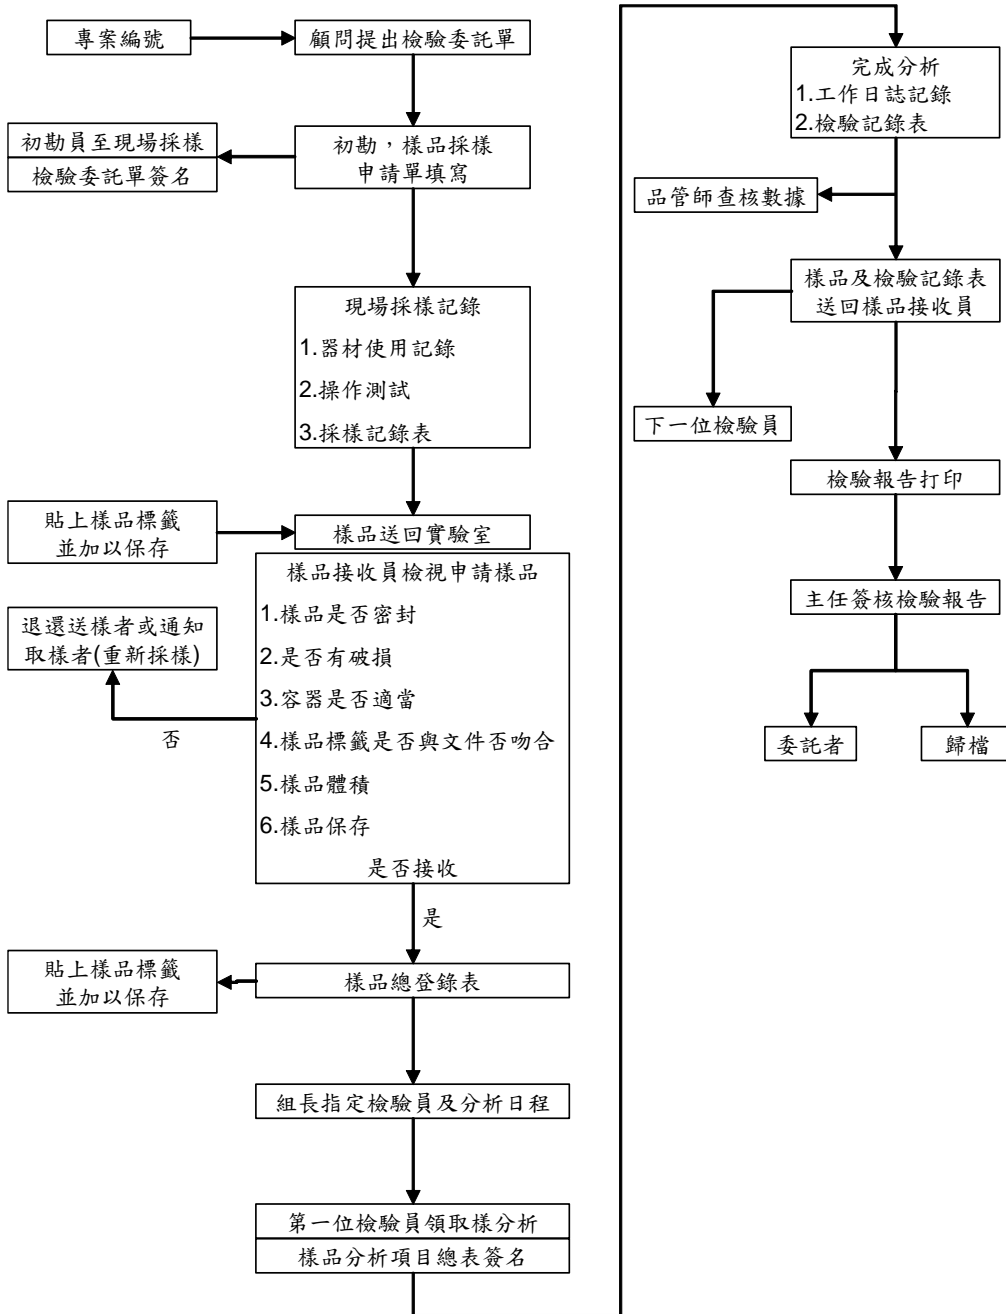 專案編號
顧問提出檢驗委託單
初勘員至現場採樣
檢驗委託單簽名
初勘，樣品採樣
申請單填寫
現場採樣記錄
1.器材使用記錄
2.操作測試
3.採樣記錄表
貼上樣品標籤
並加以保存
樣品送回實驗室
樣品接收員檢視申請樣品
1.樣品是否密封
2.是否有破損
3.容器是否適當
4.樣品標籤是否與文件否吻合
5.樣品體積
6.樣品保存
是否接收
退還送樣者或通知
取樣者(重新採樣)
否
是
貼上樣品標籤
並加以保存
樣品總登錄表
組長指定檢驗員及分析日程
第一位檢驗員領取樣分析
樣品分析項目總表簽名
完成分析
1.工作日誌記錄
2.檢驗記錄表
品管師查核數據
樣品及檢驗記錄表
送回樣品接收員
下一位檢驗員
檢驗報告打印
主任簽核檢驗報告
委託者
歸檔